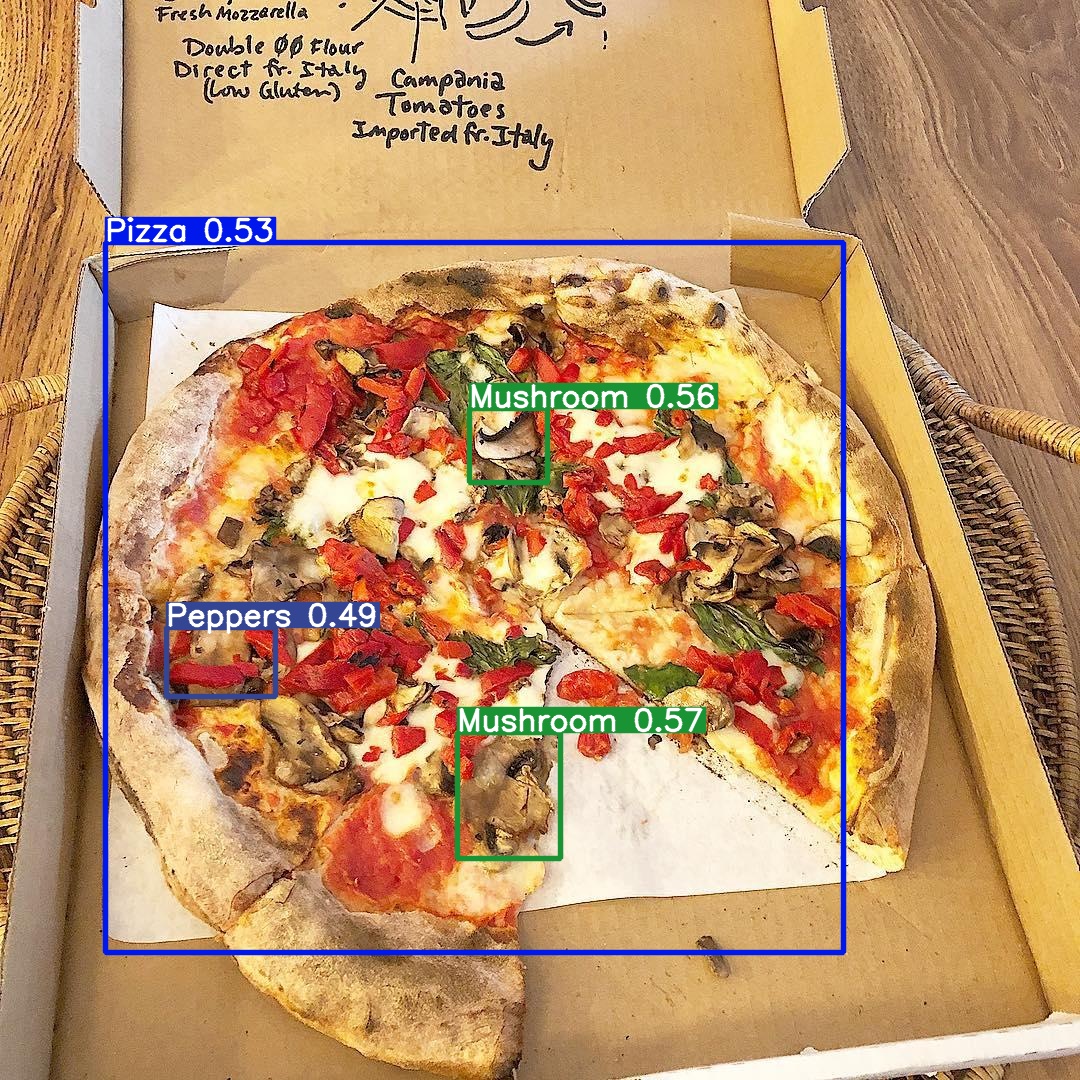 Fresh Mozzarella
Double ØØ Flour
Direct fr. Italy
(Low Gluten)
Campania
Tomatoes
Imported fr. Italy
!
Pizza 0.53
Mushroom 0.56
Peppers 0.49
Mushroom 0.57